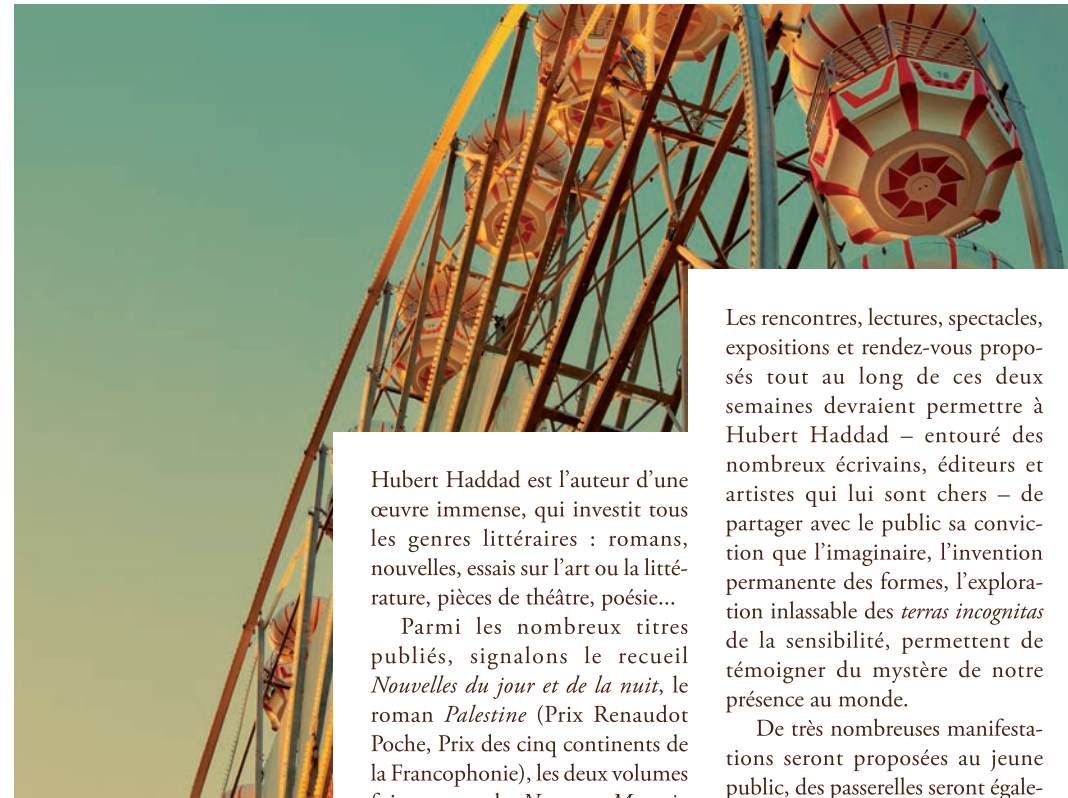 Hubert Haddad est l'auteur d'une
œuvre immense, qui investit tous
les genres littéraires : romans,
nouvelles, essais sur l'art ou la litté-
rature, pièces de théâtre, poésie...
Parmi les nombreux titres
publiés, signalons le recueil
Nouvelles du jour et de la nuit, le
roman Palestine (Prix Renaudot
Poche, Prix des cinq continents de
la Francophonie), les deux volumes
Les rencontres, lectures, spectacles,
expositions et rendez-vous propo-
sés tout au long de ces deux
semaines devraient permettre à
Hubert Haddad – entouré des
nombreux écrivains, éditeurs et
artistes qui lui sont chers – de
partager avec le public sa convic-
tion que l'imaginaire, l'invention
permanente des formes, l'explora-
tion inlassable des terras incognitas
de la sensibilité, permettent de
témoigner du mystère de notre
présence au monde.
De très nombreuses manifesta-
tions seront proposées au jeune
public, des passerelles seront égale-